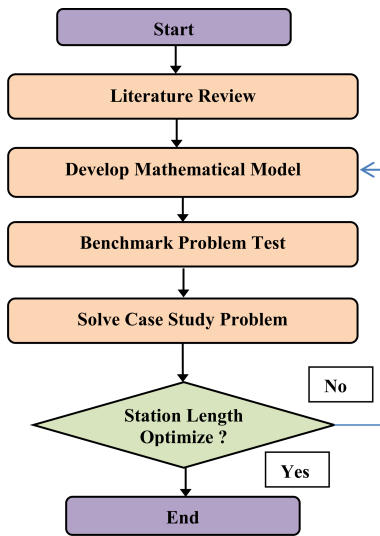 Start
Literature Review
Develop Mathematical Model
Benchmark Problem Test
Solve Case Study Problem
Station Length
Optimize ?
No
Yes
End